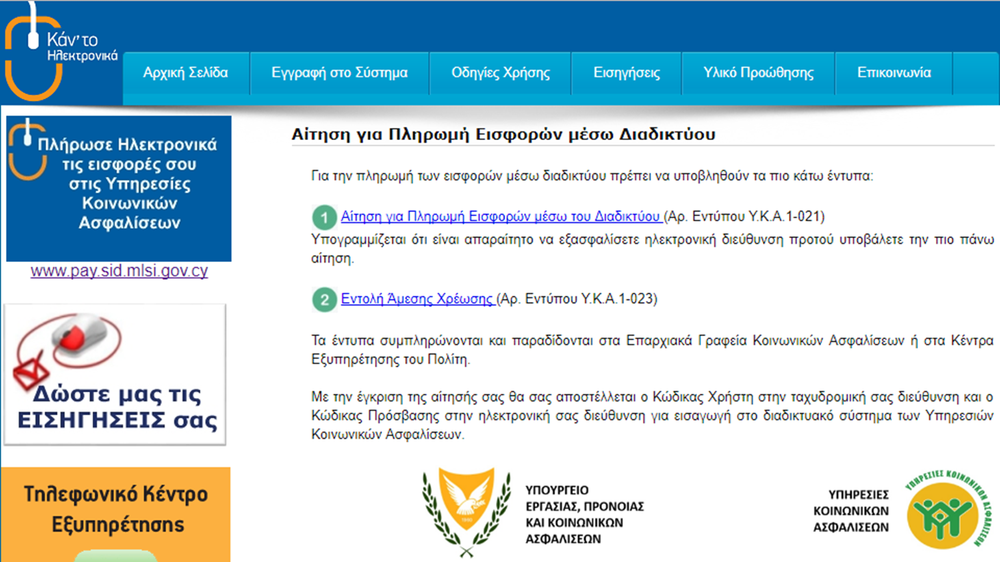 Κάν' το
Ηλεκτρονικά
Αρχική Σελίδα
Εγγραφή στο Σύστημα
Οδηγίες Χρήσης
Εισηγήσεις
Υλικό Προώθησης
Επικοινωνία
Πλήρωσε Ηλεκτρονικά
τις εισφορές σου
στις Υπηρεσίες
Κοινωνικών
Ασφαλίσεων
www.pay.sid.mlsi.gov.cy
Δώστε μας τις
ΕΙΣΗΓΗΣΕΙΣ σας
Τηλεφωνικό Κέντρο
Εξυπηρέτησης
Αίτηση για Πληρωμή Εισφορών μέσω Διαδικτύου
Για την πληρωμή των εισφορών μέσω διαδικτύου πρέπει να υποβληθούν τα πιο κάτω έντυπα:
1 Αίτηση για Πληρωμή Εισφορών μέσω του Διαδικτύου (Αρ. Εντύπου Υ.Κ.Α.1-021)
Υπογραμμίζεται ότι είναι απαραίτητο να εξασφαλίσετε ηλεκτρονική διεύθυνση προτού υποβάλετε την πιο πάνω
αίτηση.
2 Εντολή Άμεσης Χρέωσης (Αρ. Εντύπου Υ.Κ.Α.1-023)
Τα έντυπα συμπληρώνονται και παραδίδονται στα Επαρχιακά Γραφεία Κοινωνικών Ασφαλίσεων ή στα Κέντρα
Εξυπηρέτησης του Πολίτη.
Με την έγκριση της αίτησής σας θα σας αποστέλλεται ο Κώδικας Χρήστη στην ταχυδρομική σας διεύθυνση και ο
Κώδικας Πρόσβασης στην ηλεκτρονική σας διεύθυνση για εισαγωγή στο διαδικτυακό σύστημα των Υπηρεσιών
Κοινωνικών Ασφαλίσεων.
1960
ΥΠΟΥΡΓΕΙΟ
ΕΡΓΑΣΙΑΣ, ΠΡΟΝΟΙΑΣ
ΚΑΙ ΚΟΙΝΩΝΙΚΩΝ
ΑΣΦΑΛΙΣΕΩΝ
ΥΠΗΡΕΣΙΕΣ
ΚΟΙΝΩΝΙΚΩΝ
ΑΣΦΑΛΙΣΕΩΝ
ΥΠΗΡΕΣΙΕΣ ΚΟΙΝΩΝΙΚΩΝ ΑΣΦΑΛΙΣΕΩΝ